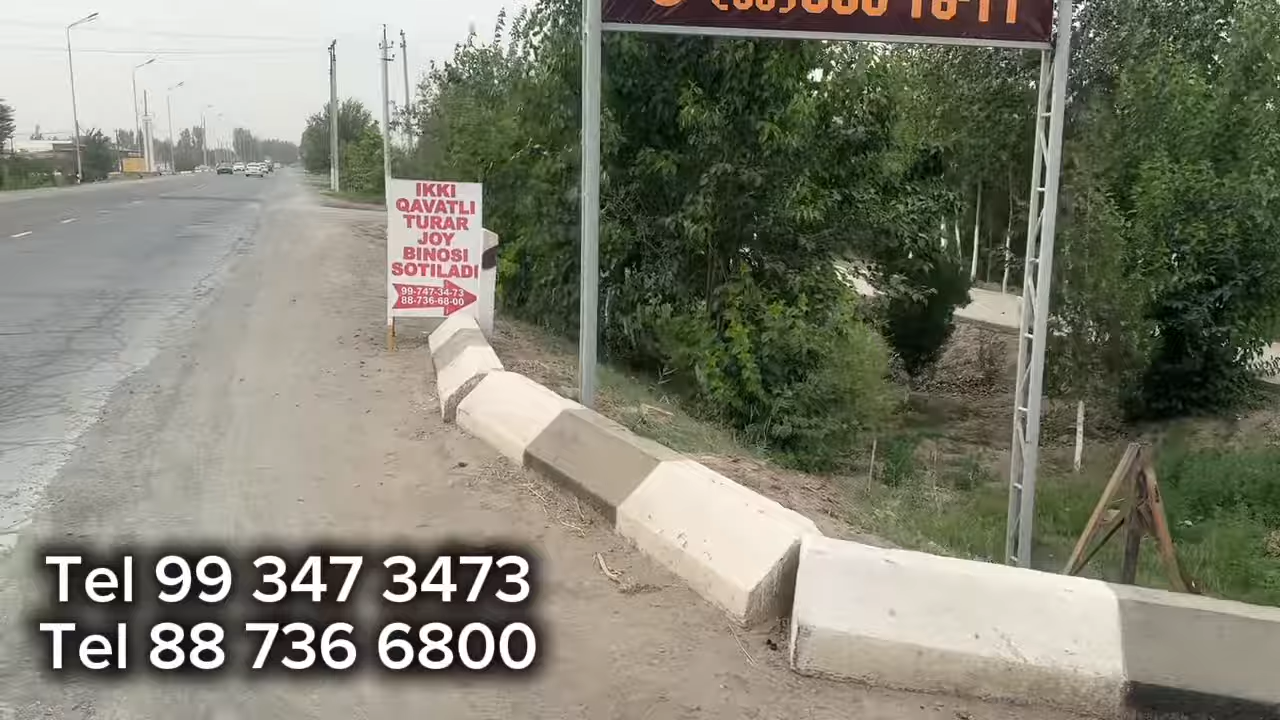 IKKI
QAVATLI
TURAR
JOY
BINOSI
SOTILADI
99-747-34-73
88-736-68-00
Tel 99 347 3473
Tel 88 736 6800